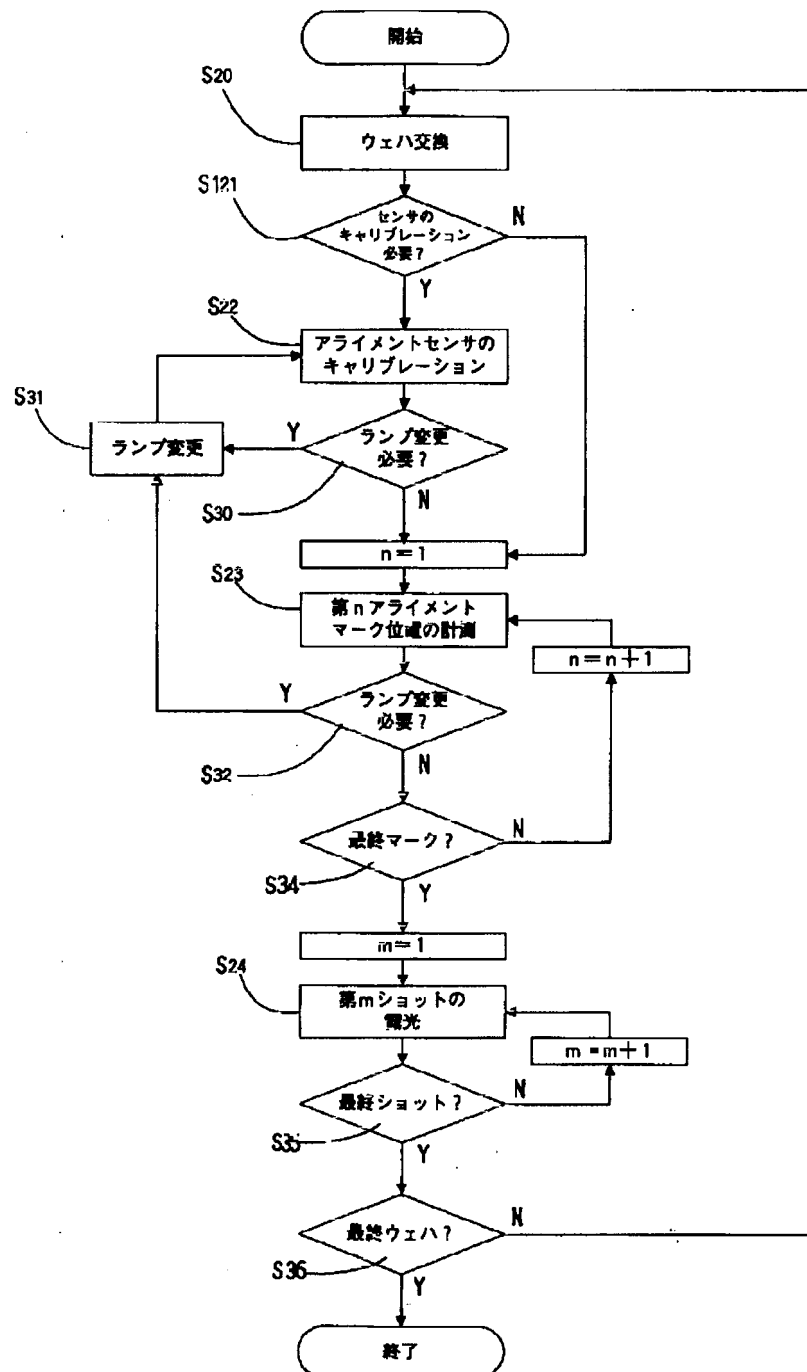 開始
S20
ウェハ交換
S121
センサの
キャリブレーション
必要?
N
Y
S22
アライメントセンサの
キャリブレーション
S31
ランプ変更
Y
ランプ変更
必要?
S30
N
n=1
S23
第nアライメント
マーク位置の計測
n=n+1
Y
ランプ変更
必要?
S32
N
最終マーク?
N
S34
Y
m=1
S24
第mショットの
露光
m=m+1
最終ショット?
N
S35
Y
最終ウェハ?
N
S36
Y
終了